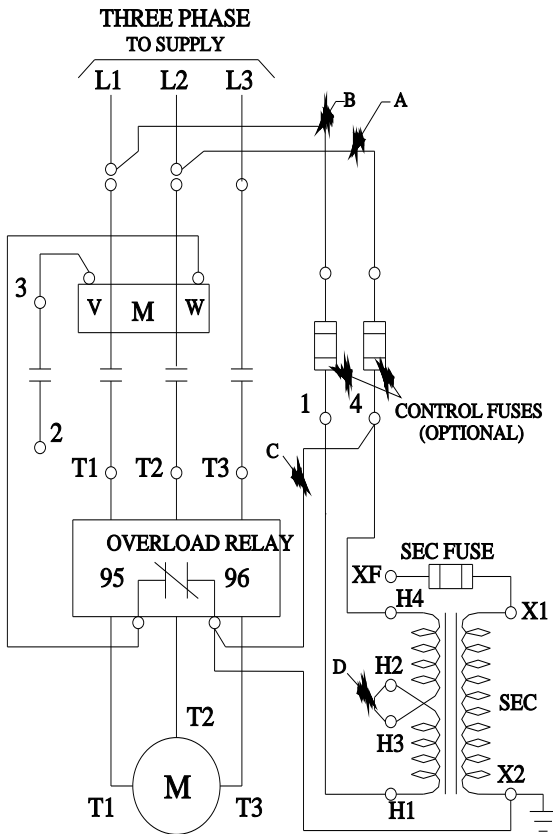 THREE PHASE
TO SUPPLY
L1 L2 L3
B A
3 V M W
1 4
CONTROL FUSES
(OPTIONAL)
2
C
T1 T2 T3
OVERLOAD RELAY
95 96
SEC FUSE
XF
H4 X1
D H2
SEC
H3
T2
M
X2
T1 T3
H1